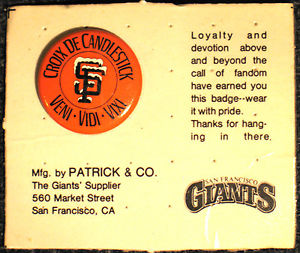 CROIX DE CANDLESTICK
SF
VENI · VIDI · VIXI
Loyalty and
devotion above
and beyond the
call of fandom
have earned you
this badge--wear
it with pride.
Thanks for hang-
ing in there.
Mfg. by PATRICK & CO.
The Giants' Supplier
560 Market Street
San Francisco, CA
SAN FRANCISCO
GIANTS